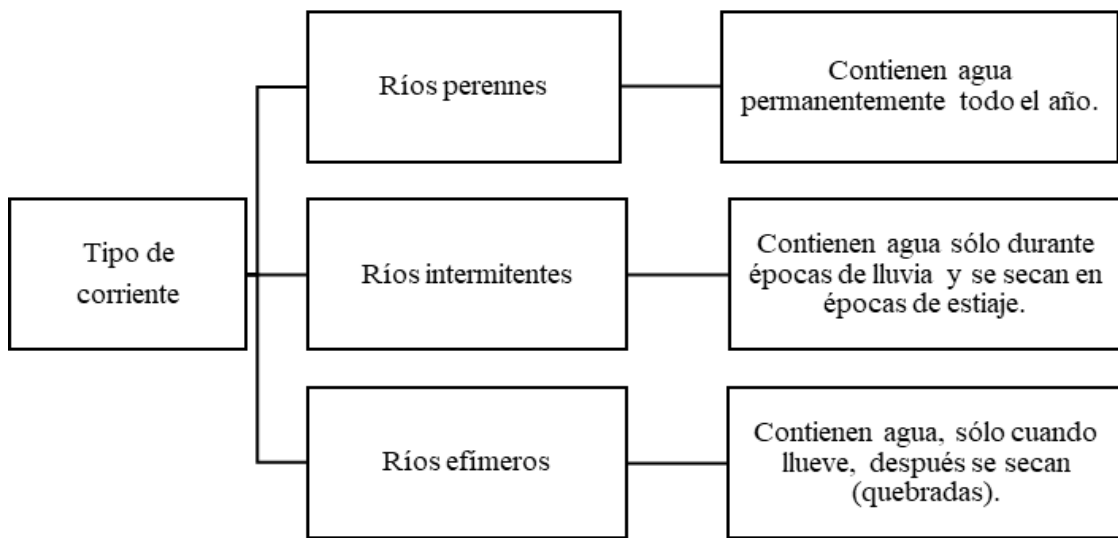 Tipo de
corriente
Ríos perennes
Contienen agua
permanentemente todo el año.
Ríos intermitentes
Contienen agua sólo durante
épocas de lluvia y se secan en
épocas de estiaje.
Ríos efímeros
Contienen agua, sólo cuando
llueve, después se secan
(quebradas).